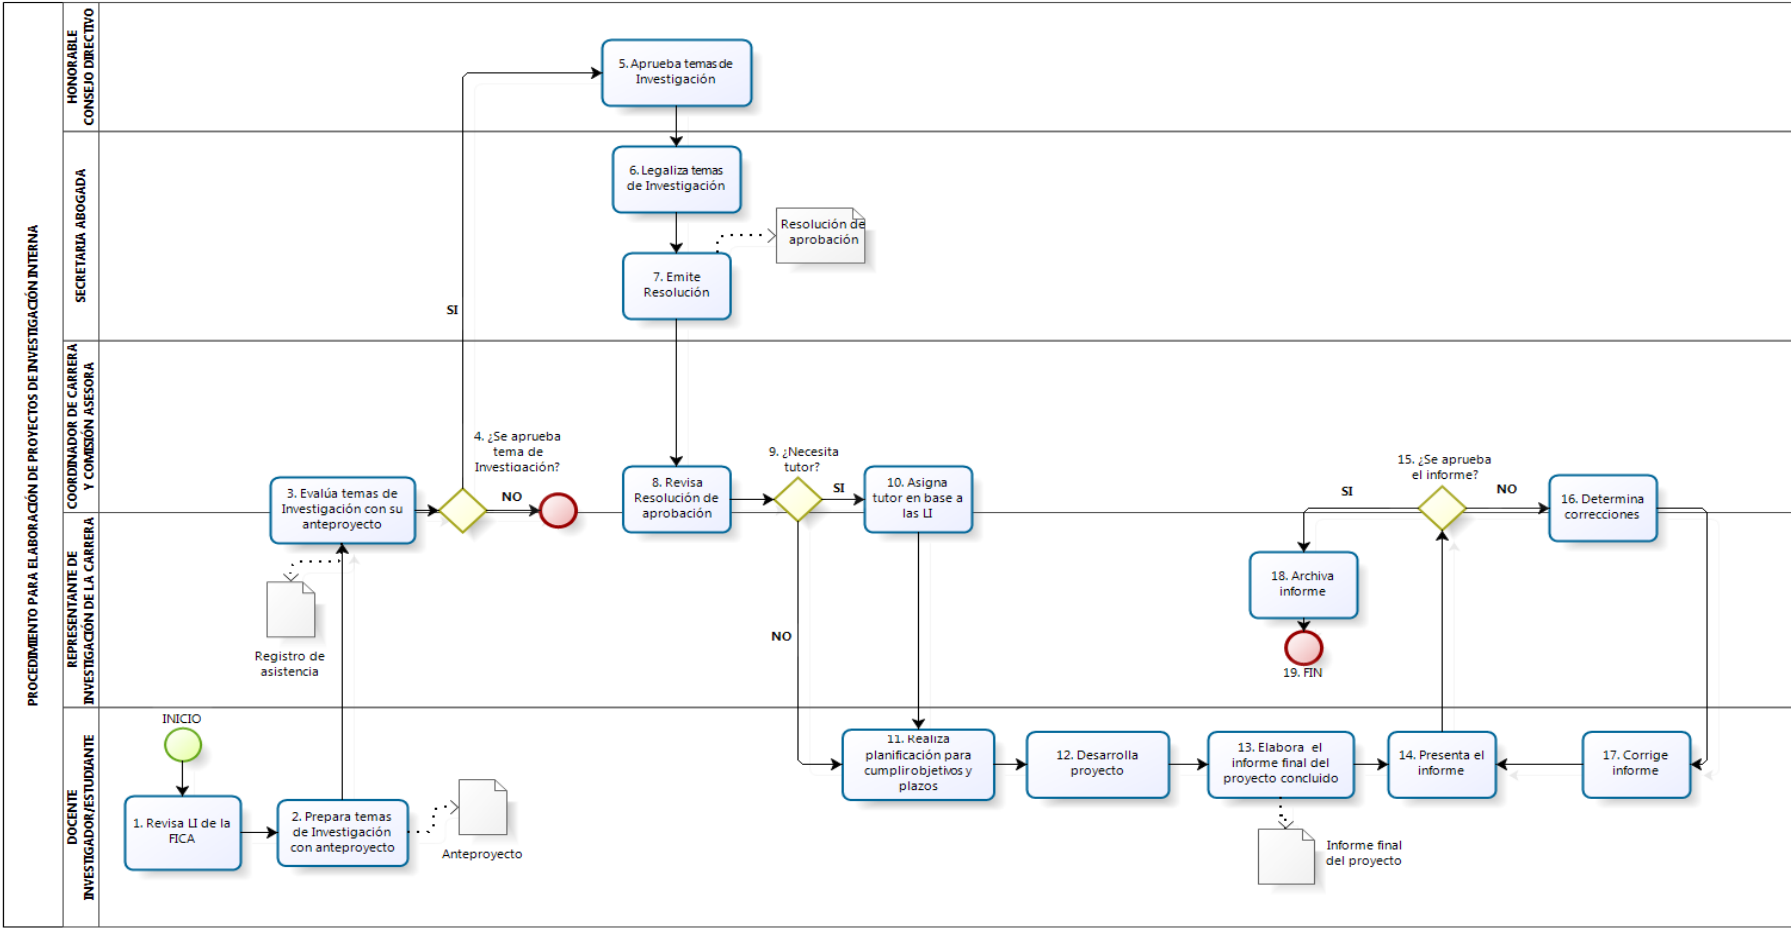 PROCEDIMIENTO PARA ELABORACIÓN DE PROYECTOS DE INVESTIGACIÓN INTERNA
HONORABLE
CONSEJO DIRECTIVO
5. Aprueba temas de
Investigación
SECRETARIA ABOGADA
6. Legaliza temas
de Investigación
Resolución de
aprobación
7. Emite
Resolución
SI
COORDINADOR DE CARRERA
Y COMISIÓN ASESORA
4. ¿Se aprueba
tema de
Investigación?
NO
3. Evalúa temas de
Investigación con su
anteproyecto
8. Revisa
Resolución de
aprobación
9. ¿Necesita
tutor?
SI
10. Asigna
tutor en base a
las LI
15. ¿Se aprueba
el informe?
SI
NO
16. Determina
correcciones
REPRESENTANTE DE
INVESTIGACIÓN DE LA CARRERA
Registro de
asistencia
NO
18. Archiva
informe
19. FIN
DOCENTE
INVESTIGADOR/ESTUDIANTE
INICIO
1. Revisa LI de la
FICA
2. Prepara temas
de Investigación
con anteproyecto
Anteproyecto
11. Realiza
planificación para
cumplir objetivos y
plazos
12. Desarrolla
proyecto
13. Elabora el
informe final del
proyecto concluido
14. Presenta el
informe
17. Corrige
informe
Informe final
del proyecto